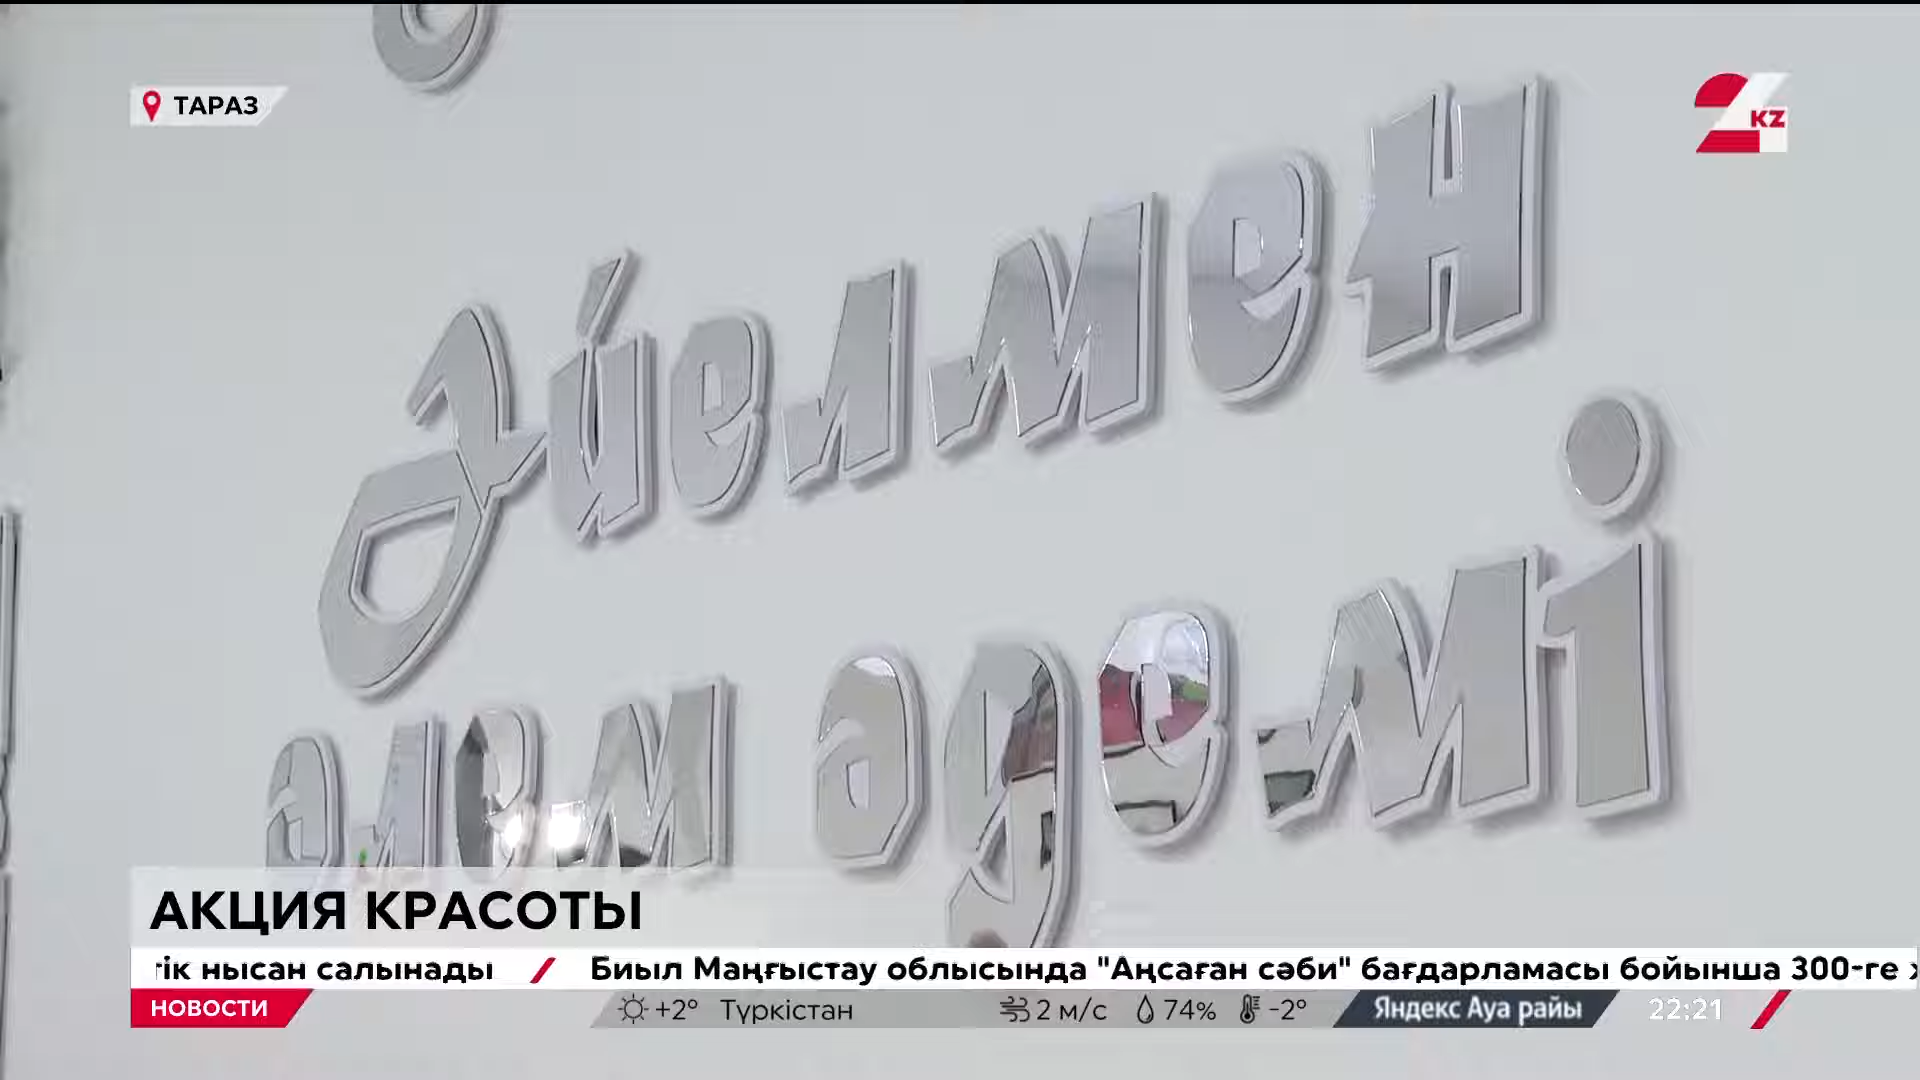 ТАРАЗ
24 KZ
Әйелмен
әлем әдемі
АКЦИЯ КРАСОТЫ
тік нысан салынады / Биыл Маңғыстау облысында "Аңсаған сәби" бағдарламасы бойынша 300-ге
НОВОСТИ +2° Түркістан 2 м/с 74% -2° Яндекс Ауа райы 22:21